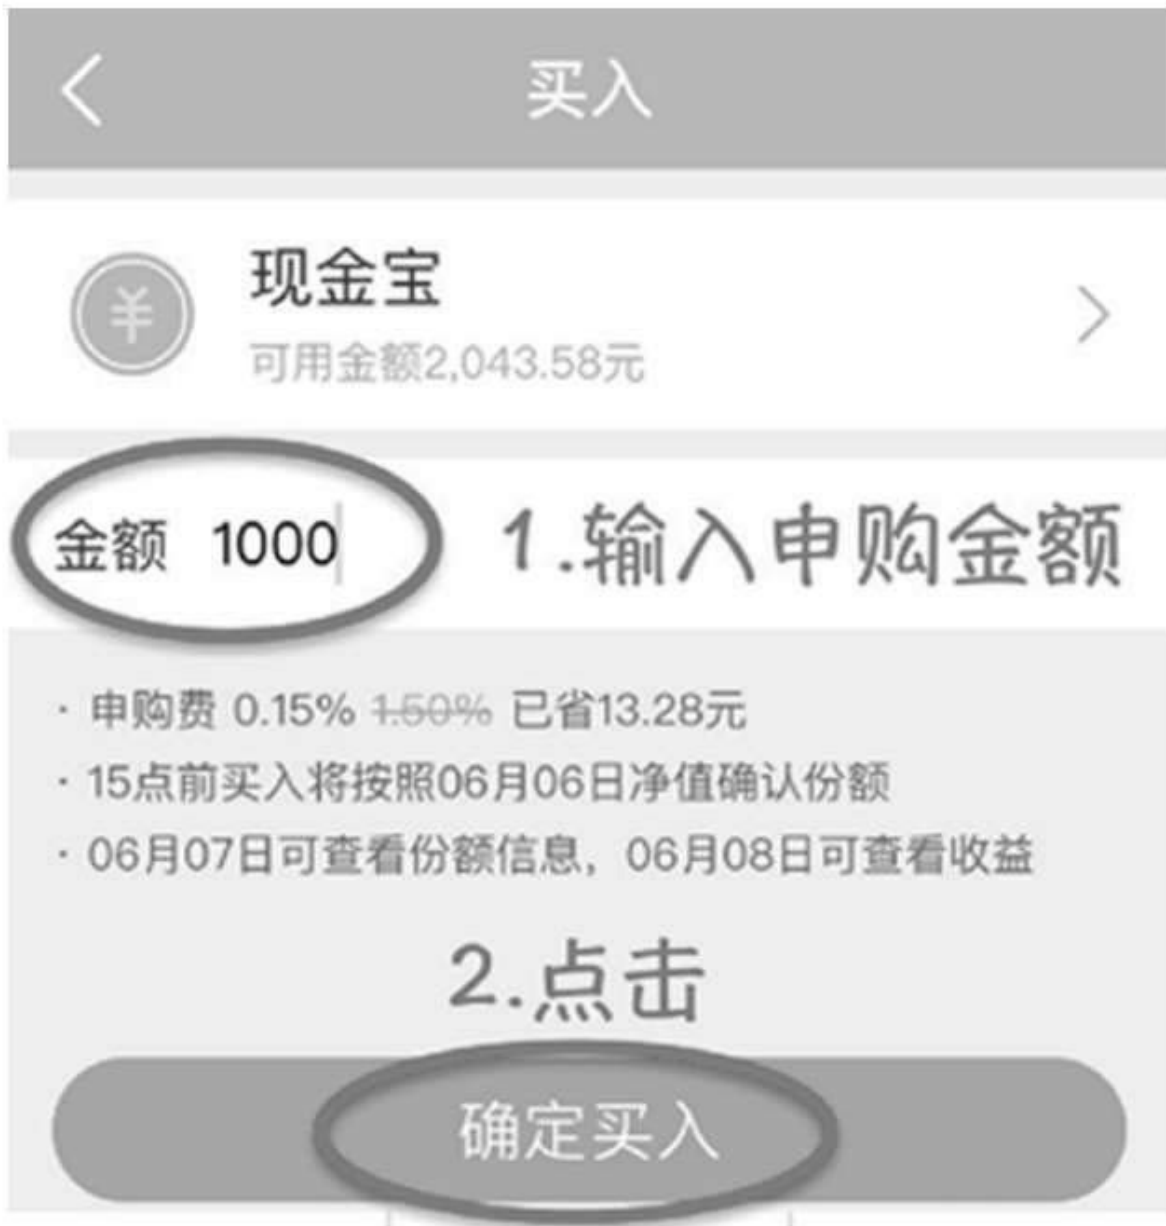 买入
¥
现金宝
可用金额2,043.58元
金额 1000 1.输入申购金额
· 申购费 0.15% 1.50% 已省13.28元
· 15点前买入将按照06月06日净值确认份额
· 06月07日可查看份额信息，06月08日可查看收益
2.点击
确定买入